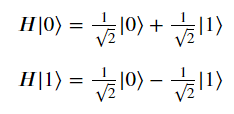 H|0⟩ = 1/√2 |0⟩ + 1/√2 |1⟩
H|1⟩ = 1/√2 |0⟩ − 1/√2 |1⟩